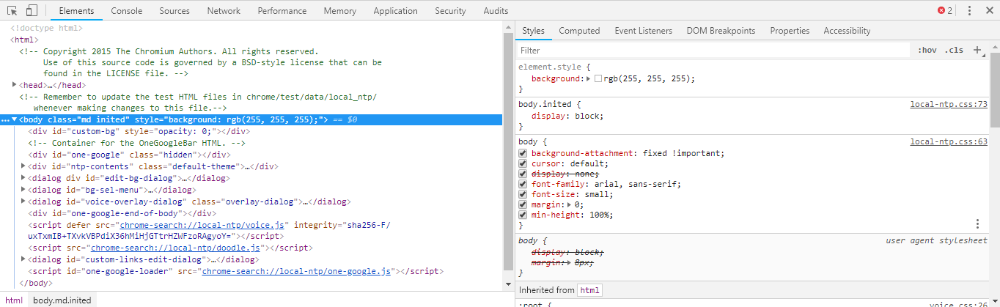 Elements Console Sources Network Performance Memory Application Security Audits 2
<!doctype html>
<html>
<!-- Copyright 2015 The Chromium Authors. All rights reserved.
Use of this source code is governed by a BSD-style license that can be
found in the LICENSE file. -->
<head>…</head>
<!-- Remember to update the test HTML files in chrome/test/data/local_ntp/
whenever making changes to this file.-->
…<body class="md inited" style="background: rgb(255, 255, 255);"> == $0
<div id="custom-bg" style="opacity: 0;"></div>
<!-- Container for the OneGoogleBar HTML. -->
<div id="one-google" class="hidden"></div>
<div id="ntp-contents" class="default-theme">…</div>
<dialog div id="edit-bg-dialog">…</dialog>
<dialog id="bg-sel-menu">…</dialog>
<dialog id="voice-overlay-dialog" class="overlay-dialog">…</dialog>
<div id="one-google-end-of-body"></div>
<script defer src="chrome-search://local-ntp/voice.js" integrity="sha256-F/
uxTxmIB+TXvkVBPdiX36hMiHjGTtrHZWFzoRAgyoY="></script>
<script src="chrome-search://local-ntp/doodle.js"></script>
<dialog id="custom-links-edit-dialog">…</dialog>
<script id="one-google-loader" src="chrome-search://local-ntp/one-google.js"></script>
</body>
html body.md.inited
Styles Computed Event Listeners DOM Breakpoints Properties Accessibility
Filter :hov .cls +
element.style {
background: rgb(255, 255, 255);
}
body.inited { local-ntp.css:73
display: block;
}
body { local-ntp.css:63
background-attachment: fixed !important;
cursor: default;
display: none;
font-family: arial, sans-serif;
font-size: small;
margin: 0;
min-height: 100%;
}
body { user agent stylesheet
display: block;
margin: 8px;
}
Inherited from html
:root { voice.css:26